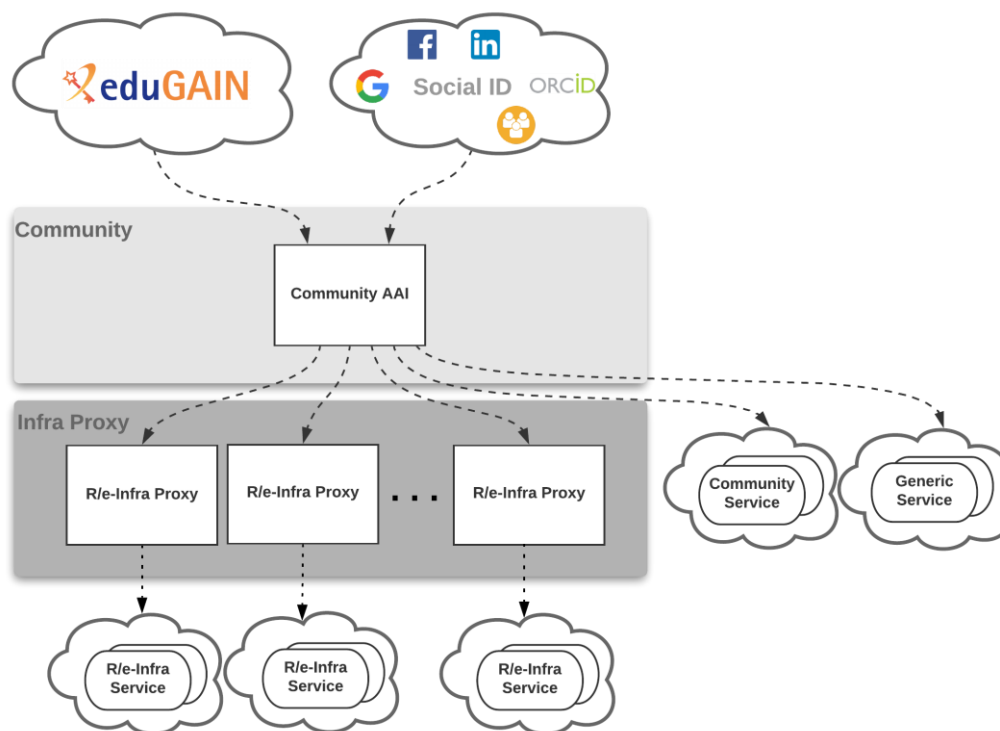 eduGAIN
Social ID
ORCiD
Community
Community AAI
Infra Proxy
R/e-Infra Proxy
R/e-Infra Proxy
...
R/e-Infra Proxy
Community
Service
Generic
Service
R/e-Infra
Service
R/e-Infra
Service
R/e-Infra
Service